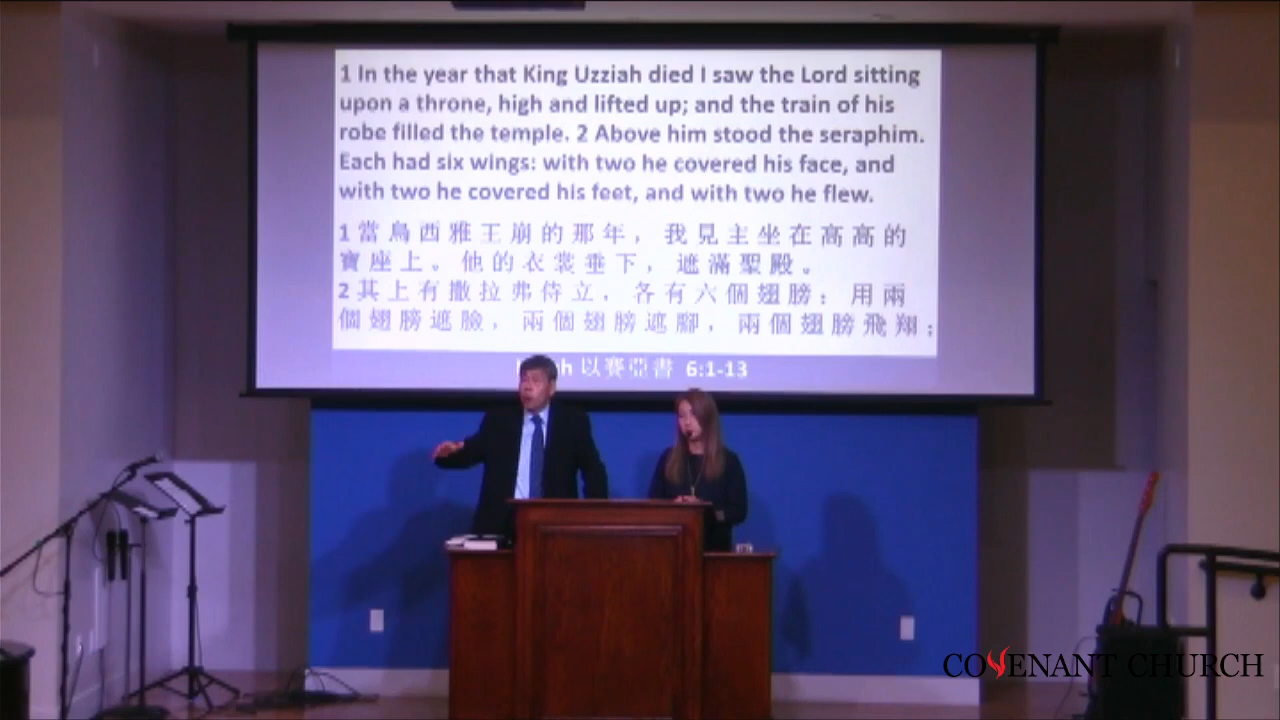 1 In the year that King Uzziah died I saw the Lord sitting
upon a throne, high and lifted up; and the train of his
robe filled the temple. 2 Above him stood the seraphim.
Each had six wings: with two he covered his face, and
with two he covered his feet, and with two he flew.
1 當烏西雅王崩的那年，我見主坐在高高的
寶座上。他的衣裳垂下，遮滿聖殿。
2 其上有撒拉弗侍立，各有六個翅膀：用兩
個翅膀遮臉，兩個翅膀遮腳，兩個翅膀飛翔；
以賽亞書 6:1-13
COVENANT CHURCH